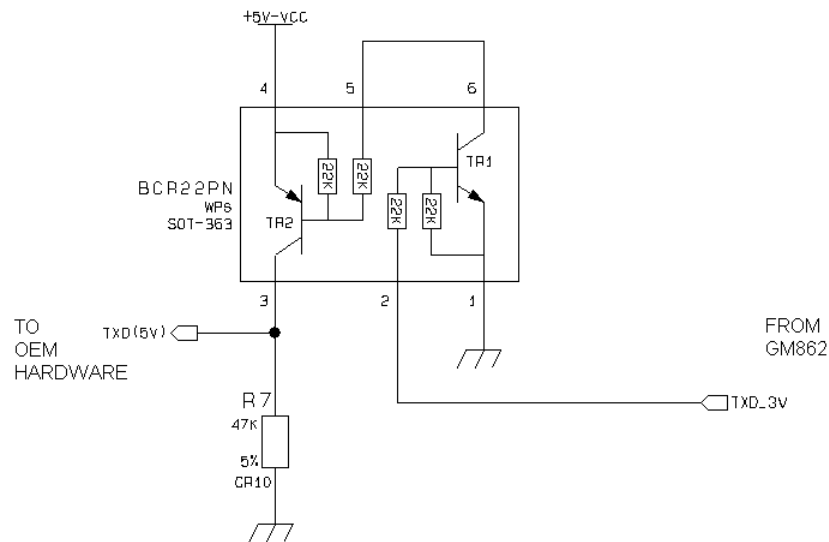 +5V-VCC
4
5
6
TR1
22K
22K
22K
22K
BCR22PN
WPs
SOT-363
TR2
3
2
1
TO
OEM
HARDWARE
TXD(5V)
FROM
GM862
TXD_3V
R7
47K
5%
CR10